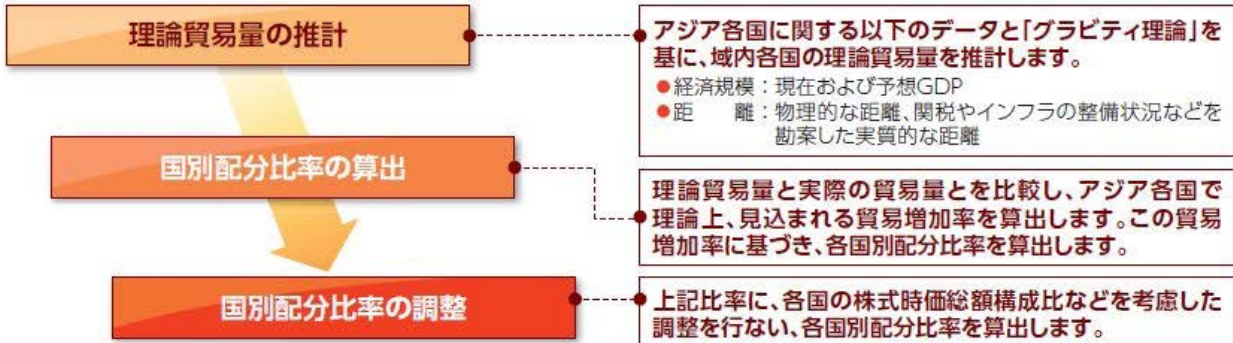 理論貿易量の推計
アジア各国に関する以下のデータと「グラビティ理論」を
基に、域内各国の理論貿易量を推計します。
●経済規模：現在および予想GDP
●距　　離：物理的な距離、関税やインフラの整備状況などを
勘案した実質的な距離
国別配分比率の算出
理論貿易量と実際の貿易量とを比較し、アジア各国で
理論上、見込まれる貿易増加率を算出します。この貿易
増加率に基づき、各国別配分比率を算出します。
国別配分比率の調整
上記比率に、各国の株式時価総額構成比などを考慮した
調整を行ない、各国別配分比率を算出します。